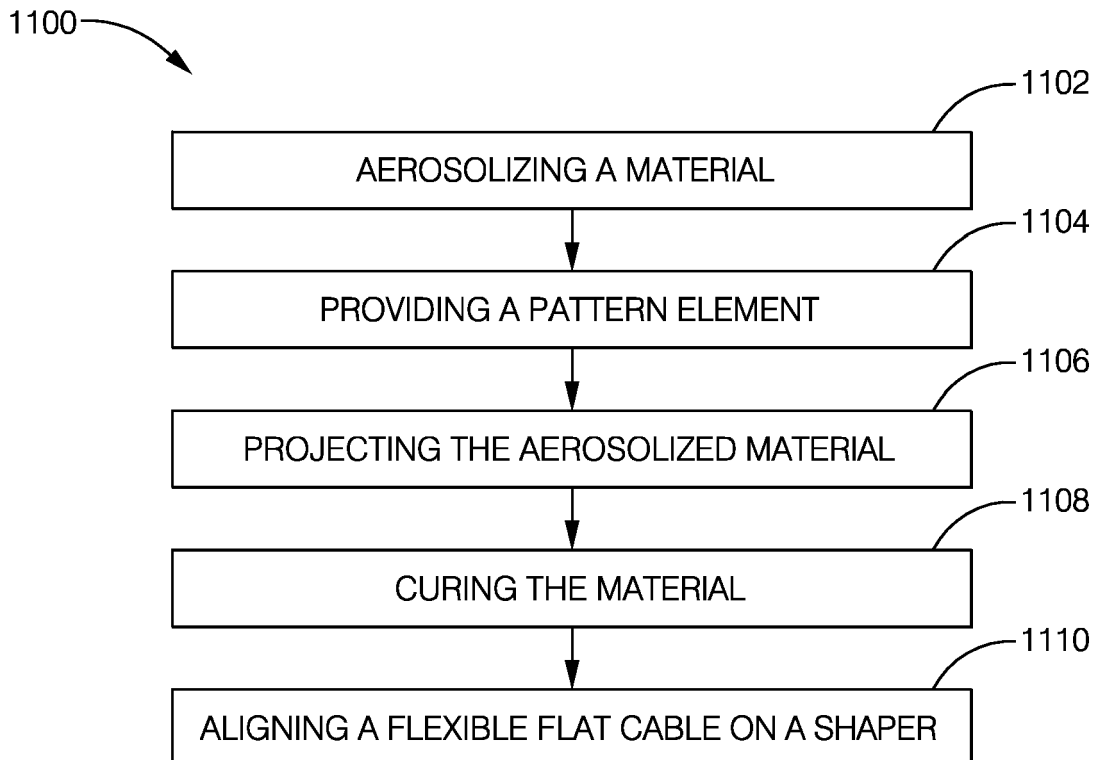 1100
1102
AEROSOLIZING A MATERIAL
1104
PROVIDING A PATTERN ELEMENT
1106
PROJECTING THE AEROSOLIZED MATERIAL
1108
CURING THE MATERIAL
1110
ALIGNING A FLEXIBLE FLAT CABLE ON A SHAPER